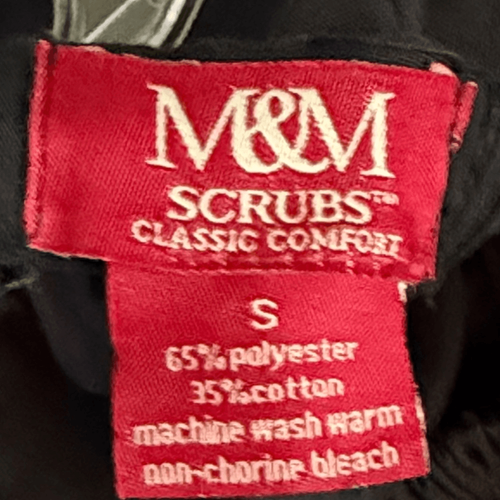 M&M
SCRUBS™
CLASSIC COMFORT
S
65% polyester
35% cotton
machine wash warm
non-chorine bleach